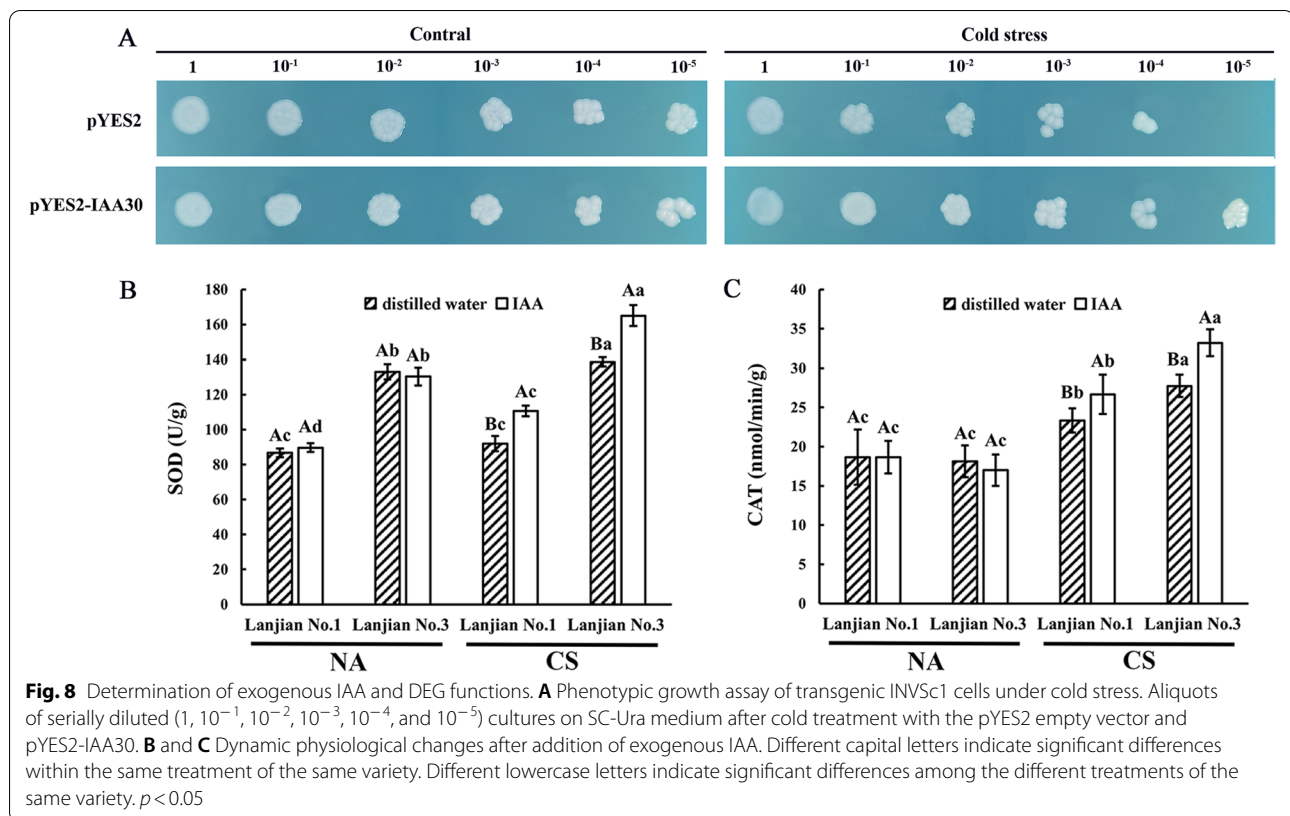 A
Contral Cold stress
1 10⁻¹ 10⁻² 10⁻³ 10⁻⁴ 10⁻⁵ 1 10⁻¹ 10⁻² 10⁻³ 10⁻⁴ 10⁻⁵
pYES2
pYES2-IAA30
B
SOD (U/g)
180
160
140
120
100
80
60
40
20
0
distilled water IAA
Ac Ad Ab Ab Bc Ac Ba Aa
Lanjian No.1 Lanjian No.3 Lanjian No.1 Lanjian No.3
NA CS
C
CAT (nmol/min/g)
40
35
30
25
20
15
10
5
0
distilled water IAA
Ac Ac Ac Ac Bb Ab Ba Aa
Lanjian No.1 Lanjian No.3 Lanjian No.1 Lanjian No.3
NA CS
Fig. 8 Determination of exogenous IAA and DEG functions. A Phenotypic growth assay of transgenic INVSc1 cells under cold stress. Aliquots
of serially diluted (1, 10⁻¹, 10⁻², 10⁻³, 10⁻⁴, and 10⁻⁵) cultures on SC-Ura medium after cold treatment with the pYES2 empty vector and
pYES2-IAA30. B and C Dynamic physiological changes after addition of exogenous IAA. Different capital letters indicate significant differences
within the same treatment of the same variety. Different lowercase letters indicate significant differences among the different treatments of the
same variety. p < 0.05